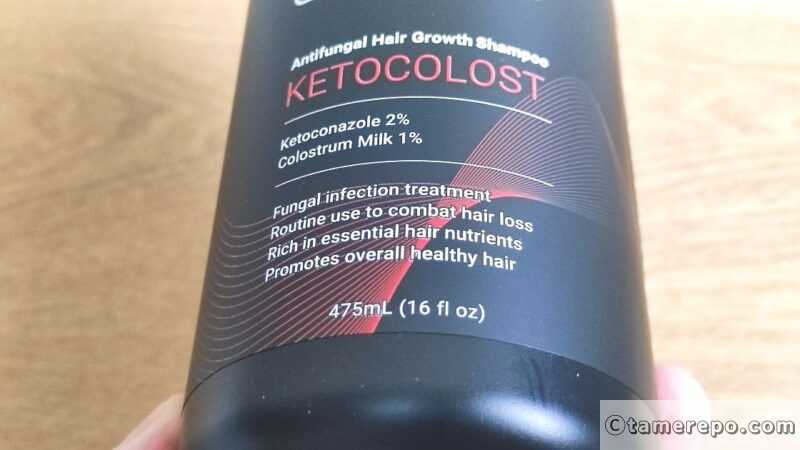 Antifungal Hair Growth Shampoo
KETOCOLOST
Ketoconazole 2%
Colostrum Milk 1%
Fungal infection treatment
Routine use to combat hair loss
Rich in essential hair nutrients
Promotes overall healthy hair
475mL (16 fl oz)
©tamerepo.com